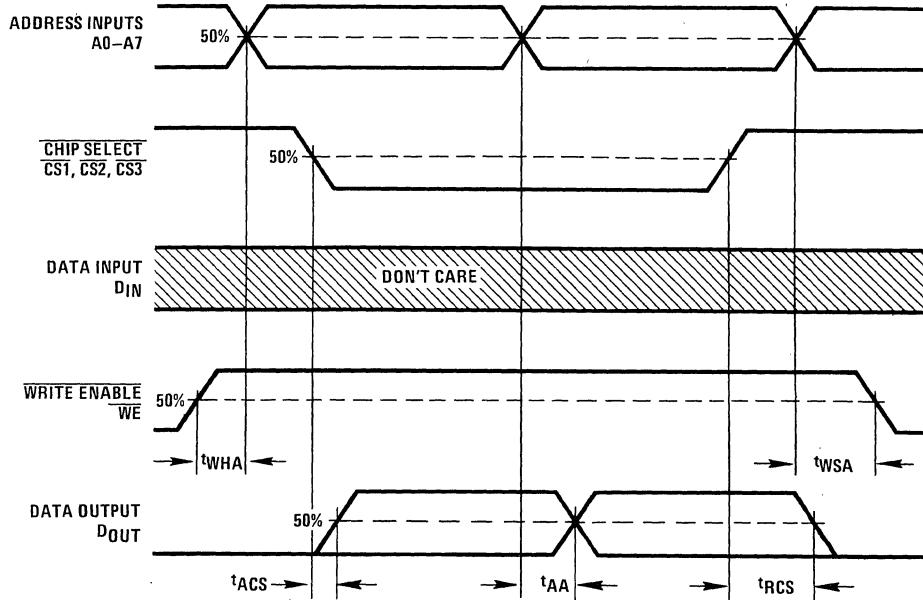 ADDRESS INPUTS
A0–A7
50%
CHIP SELECT
CS1, CS2, CS3
50%
DATA INPUT
DIN
DON'T CARE
WRITE ENABLE
WE
50%
tWHA
tWSA
DATA OUTPUT
DOUT
50%
tACS
tAA
tRCS